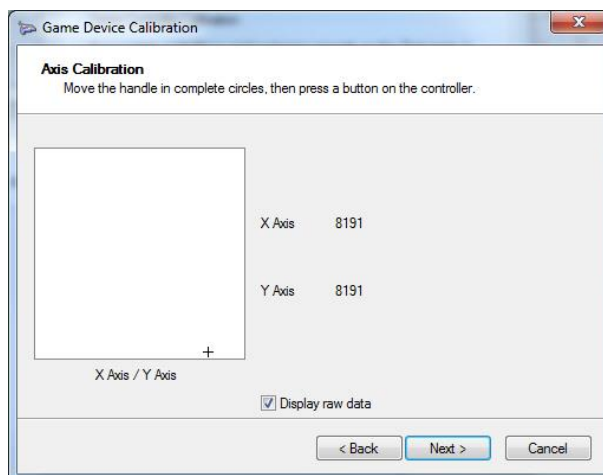 Game Device Calibration
Axis Calibration
Move the handle in complete circles, then press a button on the controller.
X Axis 8191
Y Axis 8191
X Axis / Y Axis
Display raw data
< Back Next > Cancel